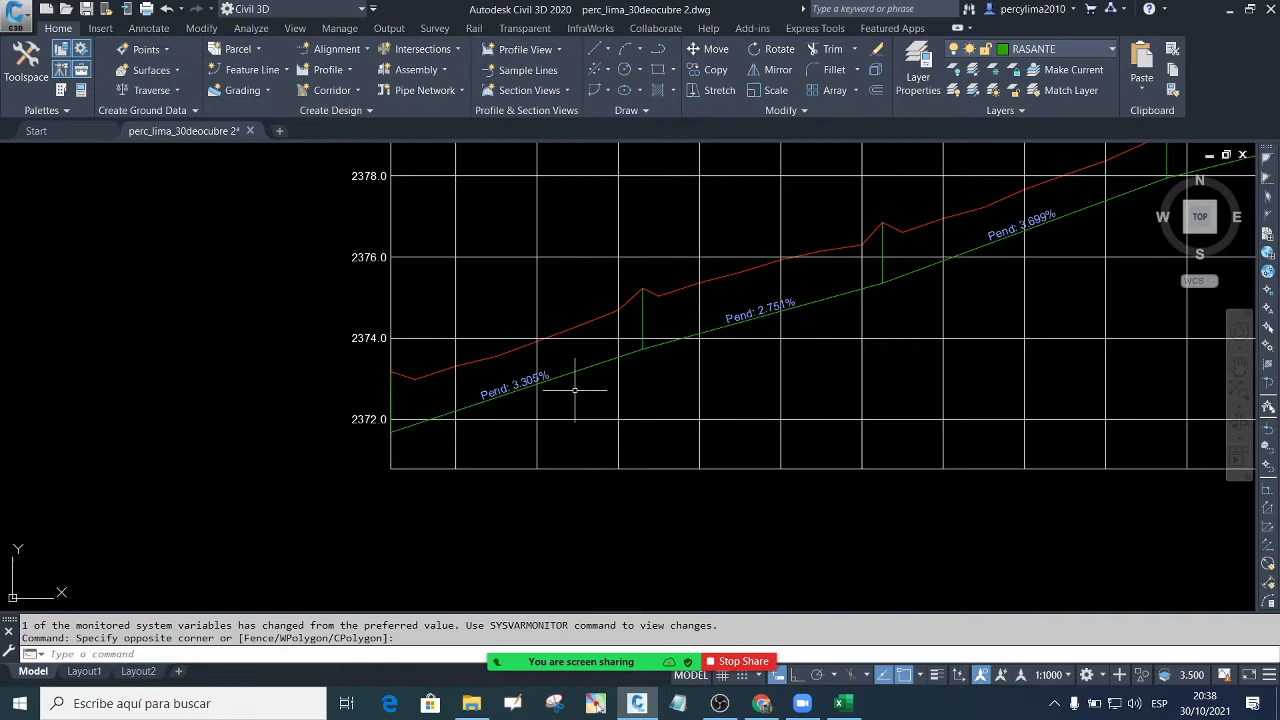 C3D
Civil 3D
Autodesk Civil 3D 2020
perc_lima_30deocubre 2.dwg
Type a keyword or phrase
percylima2010
Home
Insert
Annotate
Modify
Analyze
View
Manage
Output
Survey
Rail
Transparent
InfraWorks
Collaborate
Help
Add-ins
Express Tools
Featured Apps
Toolspace
Points
Surfaces
Traverse
Parcel
Feature Line
Grading
Alignment
Profile
Corridor
Intersections
Assembly
Pipe Network
Profile View
Sample Lines
Section Views
Move
Copy
Stretch
Rotate
Mirror
Scale
Trim
Fillet
Array
Layer
Properties
RASANTE
Make Current
Match Layer
Paste
Palettes
Create Ground Data
Create Design
Profile & Section Views
Draw
Modify
Layers
Clipboard
Start
perc_lima_30deocubre 2*
2378.0
2376.0
2374.0
2372.0
Pend: 3.305%
Pend: 2.751%
Pend: 3.699%
N
W
TOP
E
S
WCS
Y
X
1 of the monitored system variables has changed from the preferred value. Use SYSVARMONITOR command to view changes.
Command: Specify opposite corner or [Fence/WPolygon/CPolygon]:
Type a command
Model
Layout1
Layout2
You are screen sharing
Stop Share
MODEL
1:1000
3.500
Escribe aquí para buscar
ESP
20:38
30/10/2021